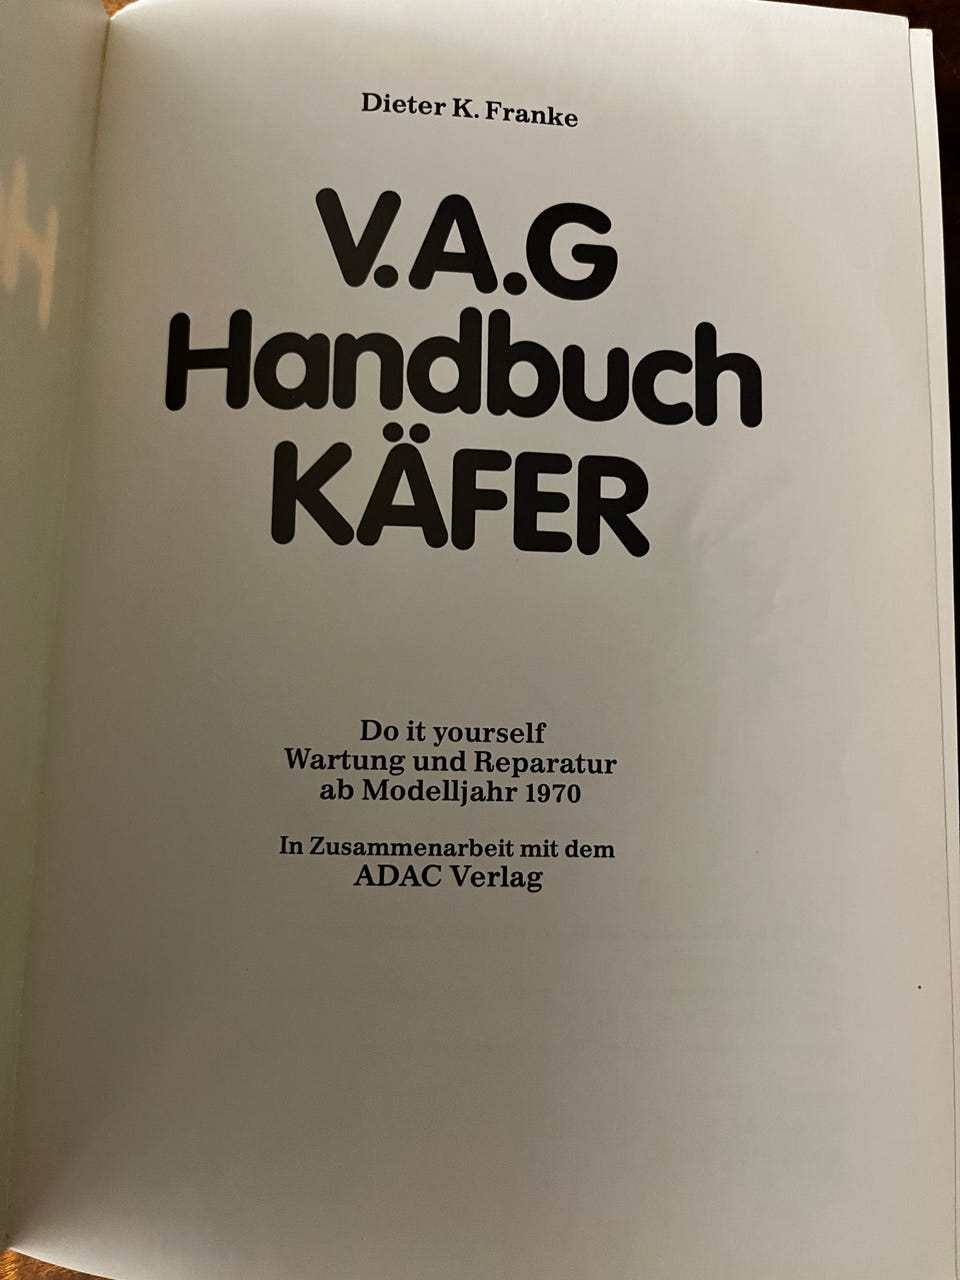 Dieter K. Franke
V.A.G
Handbuch
KÄFER
Do it yourself
Wartung und Reparatur
ab Modelljahr 1970
In Zusammenarbeit mit dem
ADAC Verlag